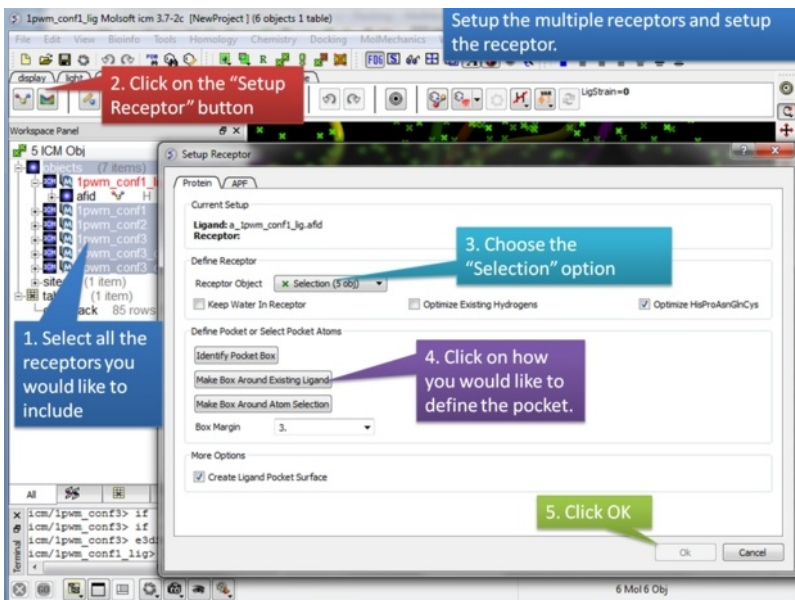 1pwm_conf1_lig Molsoft icm 3.7-2c [NewProject] (6 objects 1 table)
Setup the multiple receptors and setup
the receptor.
File Edit View Bioinfo Tools Homology Chemistry Docking MolMechanics
display light
2. Click on the "Setup
Receptor" button
LigStrain=0
Workspace Panel
5 ICM Obj
objects (7 items)
1pwm_conf1_li
afid H
1pwm_conf1
1pwm_conf2
1pwm_conf3
1pwm_conf3_
1pwm_conf3_
site (1 item)
(1 item)
85 rows
1. Select all the
receptors you
would like to
include
Setup Receptor
Protein APF
Current Setup
Ligand: a_1pwm_conf1_lig.afid
Receptor:
3. Choose the
"Selection" option
Define Receptor
Receptor Object Selection (5 obj)
Keep Water In Receptor Optimize Existing Hydrogens Optimize HisProAsnGlnCys
Define Pocket or Select Pocket Atoms
Identify Pocket Box
Make Box Around Existing Ligand
Make Box Around Atom Selection
Box Margin 3.
4. Click on how
you would like to
define the pocket.
More Options
Create Ligand Pocket Surface
5. Click OK
Ok Cancel
All
Terminal
icm/1pwm_conf3> if
icm/1pwm_conf3> if
icm/1pwm_conf3> e3d
icm/1pwm_conf1_lig>
6 Mol 6 Obj